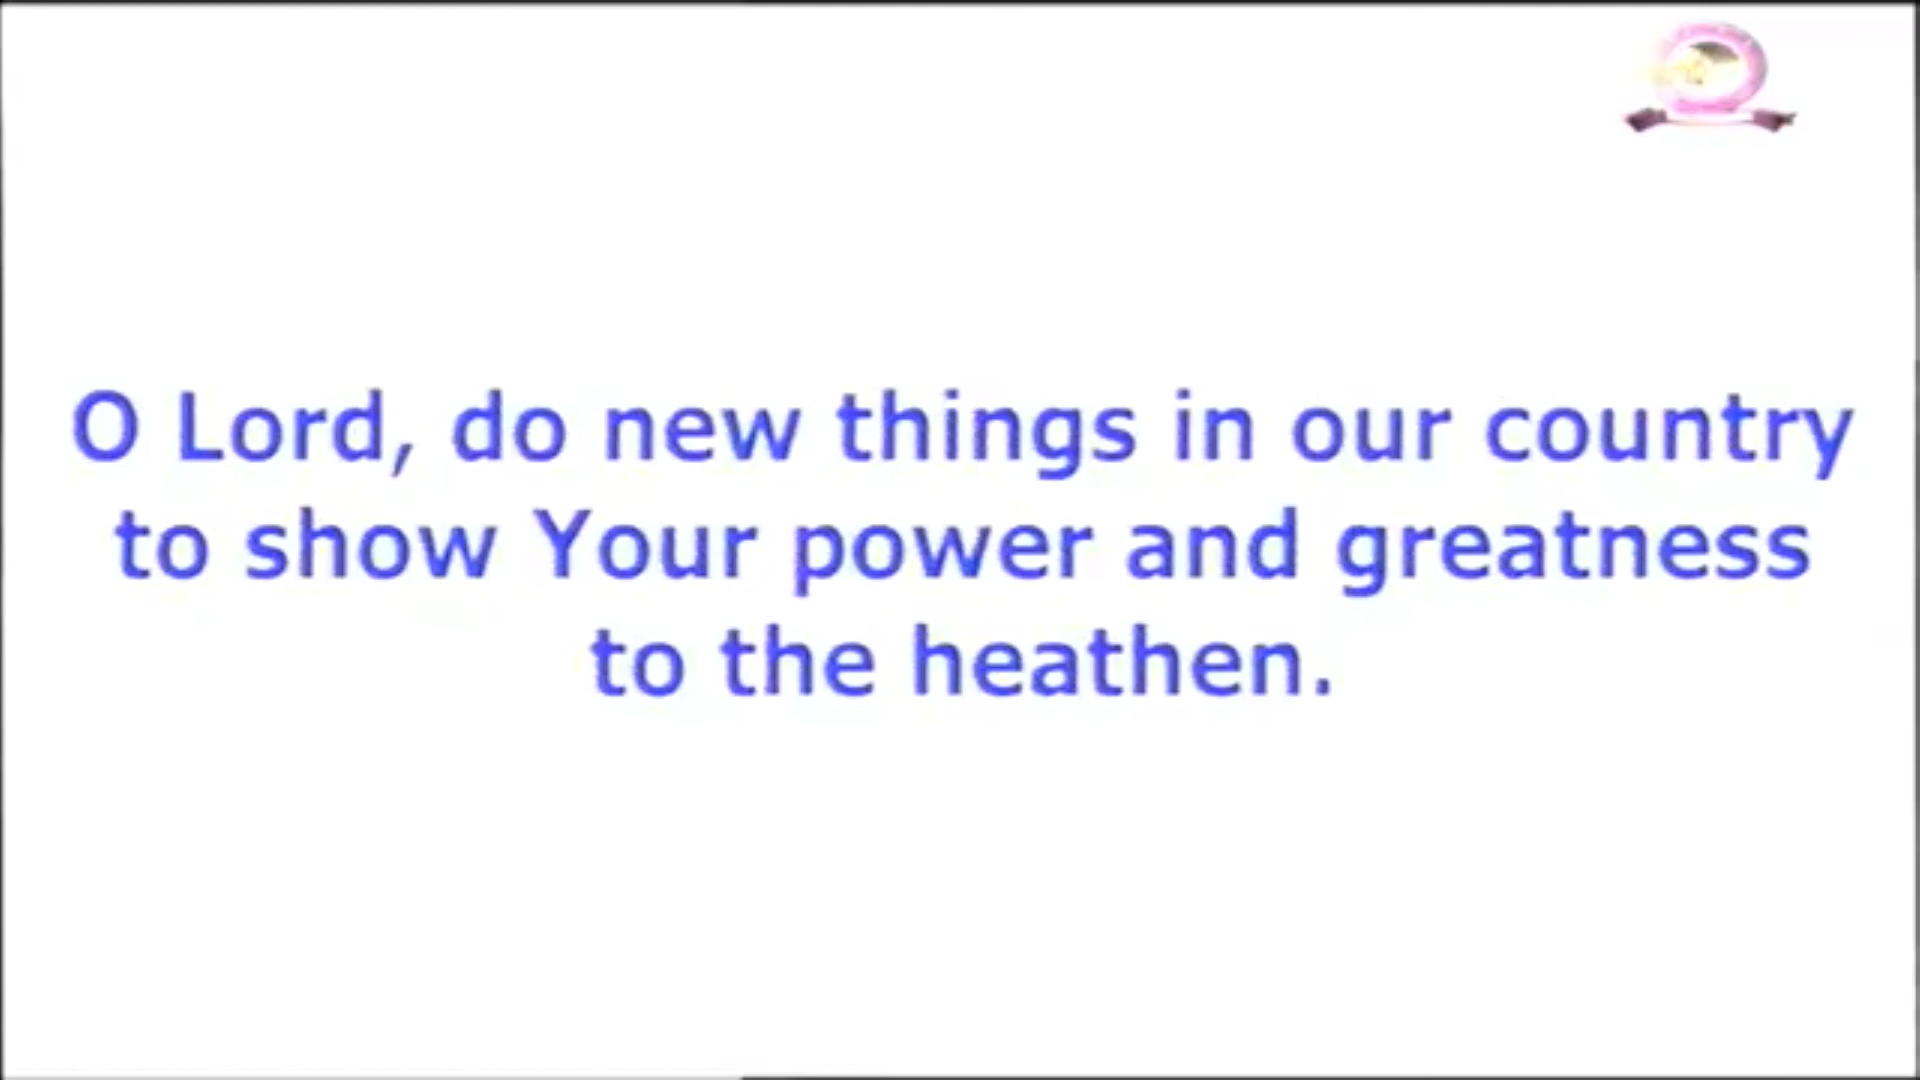 O Lord, do new things in our country
to show Your power and greatness
to the heathen.